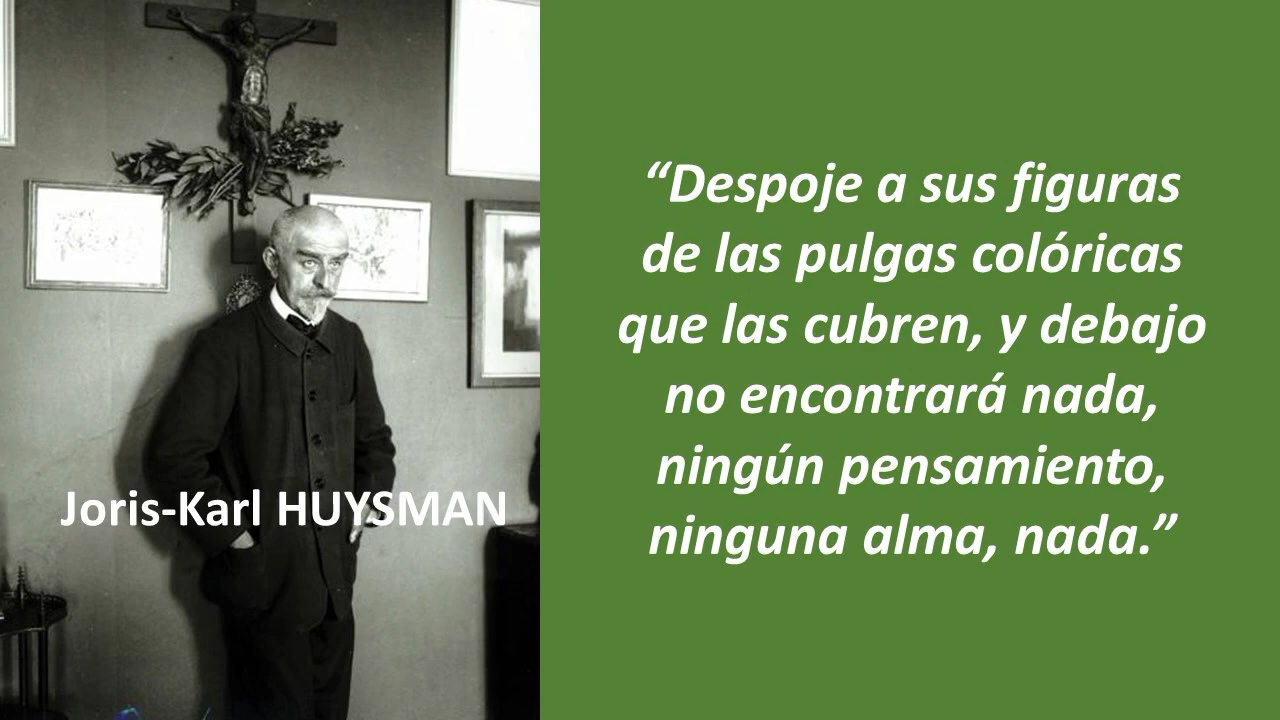 Joris-Karl HUYSMAN
“Despoje a sus figuras
de las pulgas colóricas
que las cubren, y debajo
no encontrará nada,
ningún pensamiento,
ninguna alma, nada.”